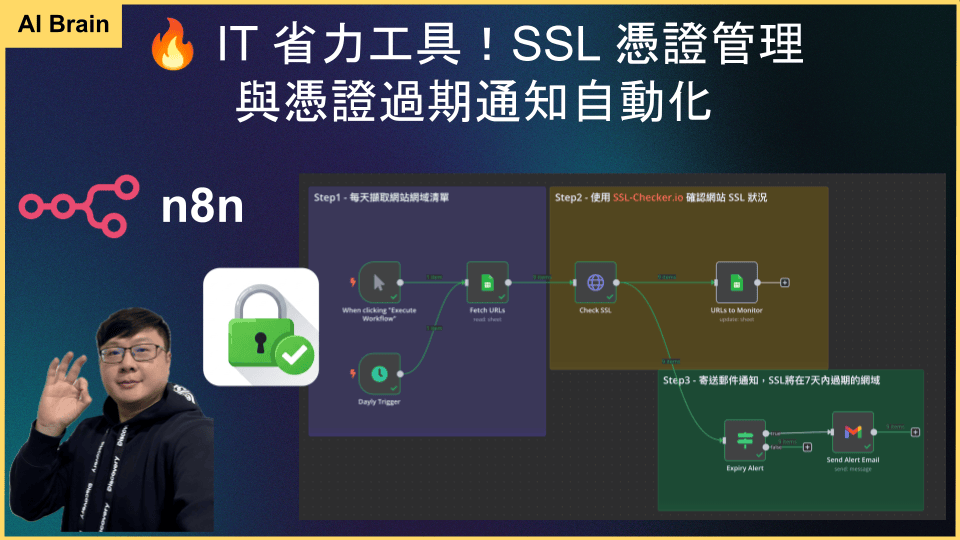 AI Brain
🔥 IT 省力工具！SSL 憑證管理
與憑證過期通知自動化
n8n
Step1 - 每天擷取網站網域清單
When clicking "Execute
Workflow"
Fetch URLs
read: sheet
Dayly Trigger
Step2 - 使用 SSL-Checker.io 確認網站 SSL 狀況
Check SSL
URLs to Monitor
update: sheet
Step3 - 寄送郵件通知，SSL將在7天內過期的網域
true
false
Expiry Alert
Send Alert Email
send: message
Discovery
Discovery